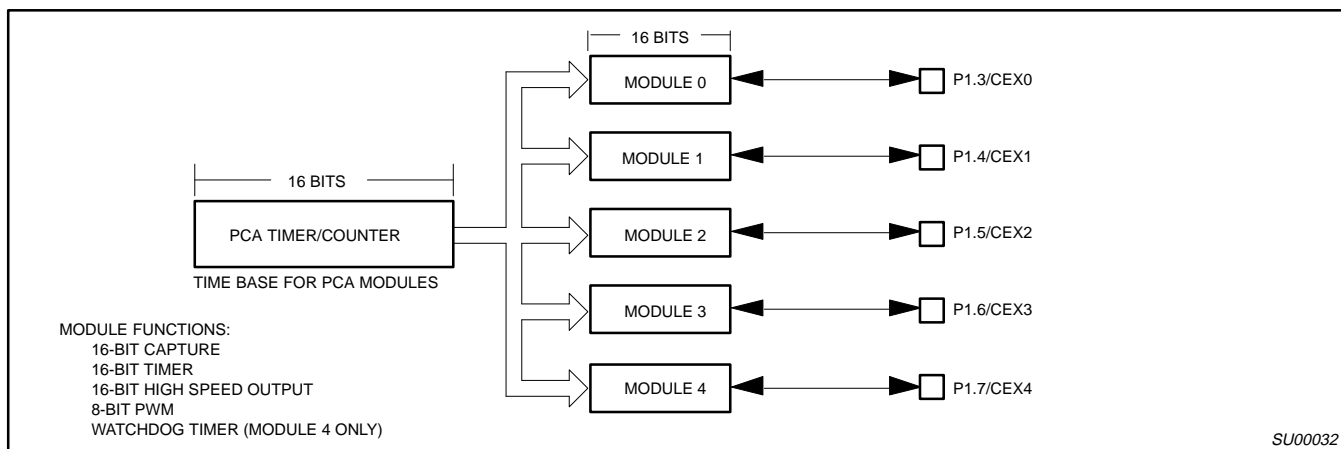 16 BITS
MODULE 0
P1.3/CEX0
MODULE 1
P1.4/CEX1
16 BITS
PCA TIMER/COUNTER
TIME BASE FOR PCA MODULES
MODULE 2
P1.5/CEX2
MODULE 3
P1.6/CEX3
MODULE 4
P1.7/CEX4
MODULE FUNCTIONS:
16-BIT CAPTURE
16-BIT TIMER
16-BIT HIGH SPEED OUTPUT
8-BIT PWM
WATCHDOG TIMER (MODULE 4 ONLY)
SU00032